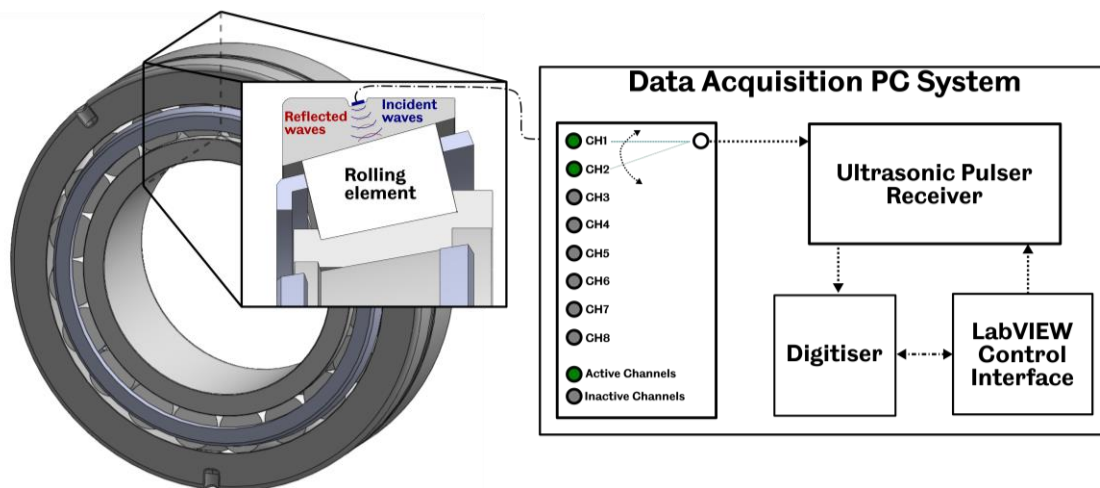 Reflected
waves
Incident
waves
Rolling
element
Data Acquisition PC System
CH1
CH2
CH3
CH4
CH5
CH6
CH7
CH8
Active Channels
Inactive Channels
Ultrasonic Pulser
Receiver
Digitiser
LabVIEW
Control
Interface